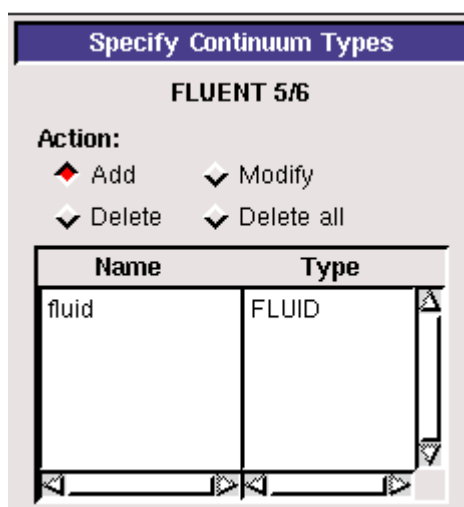 Specify Continuum Types
FLUENT 5/6
Action:
Add Modify
Delete Delete all
Name Type
fluid FLUID